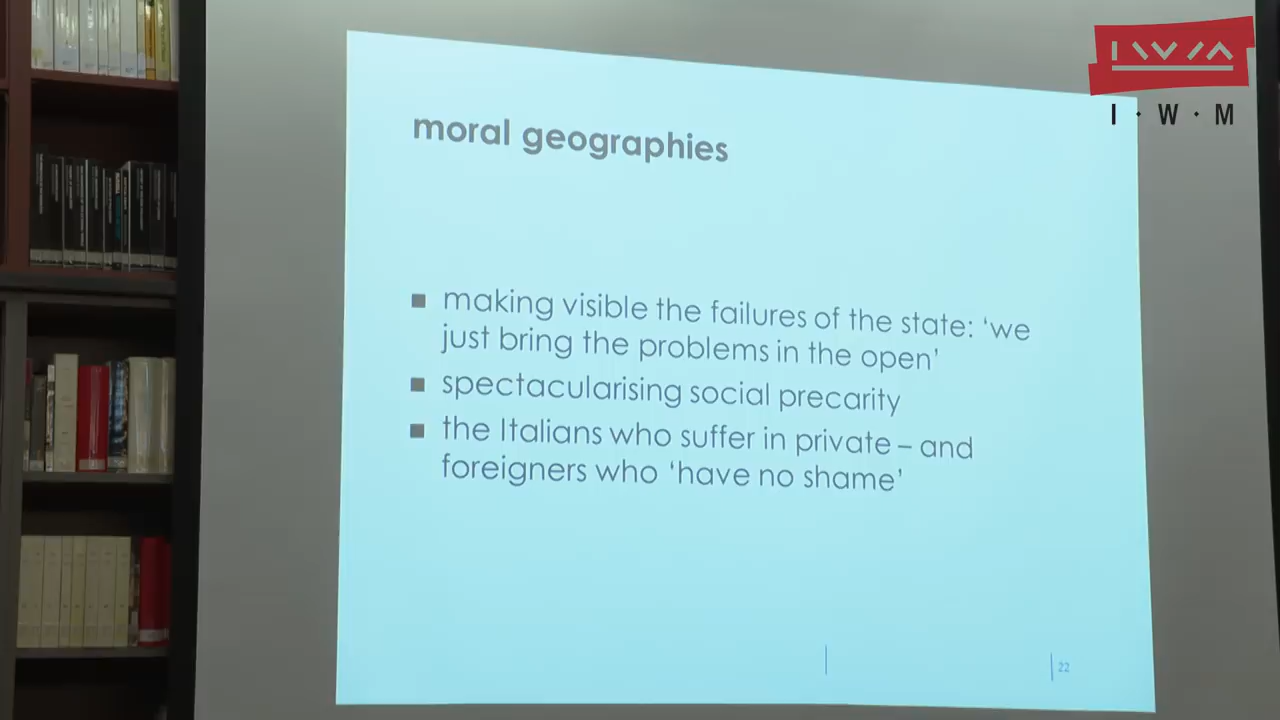 I · W · M
moral geographies
making visible the failures of the state: ‘we
just bring the problems in the open’
spectacularising social precarity
the Italians who suffer in private – and
foreigners who ‘have no shame’
22